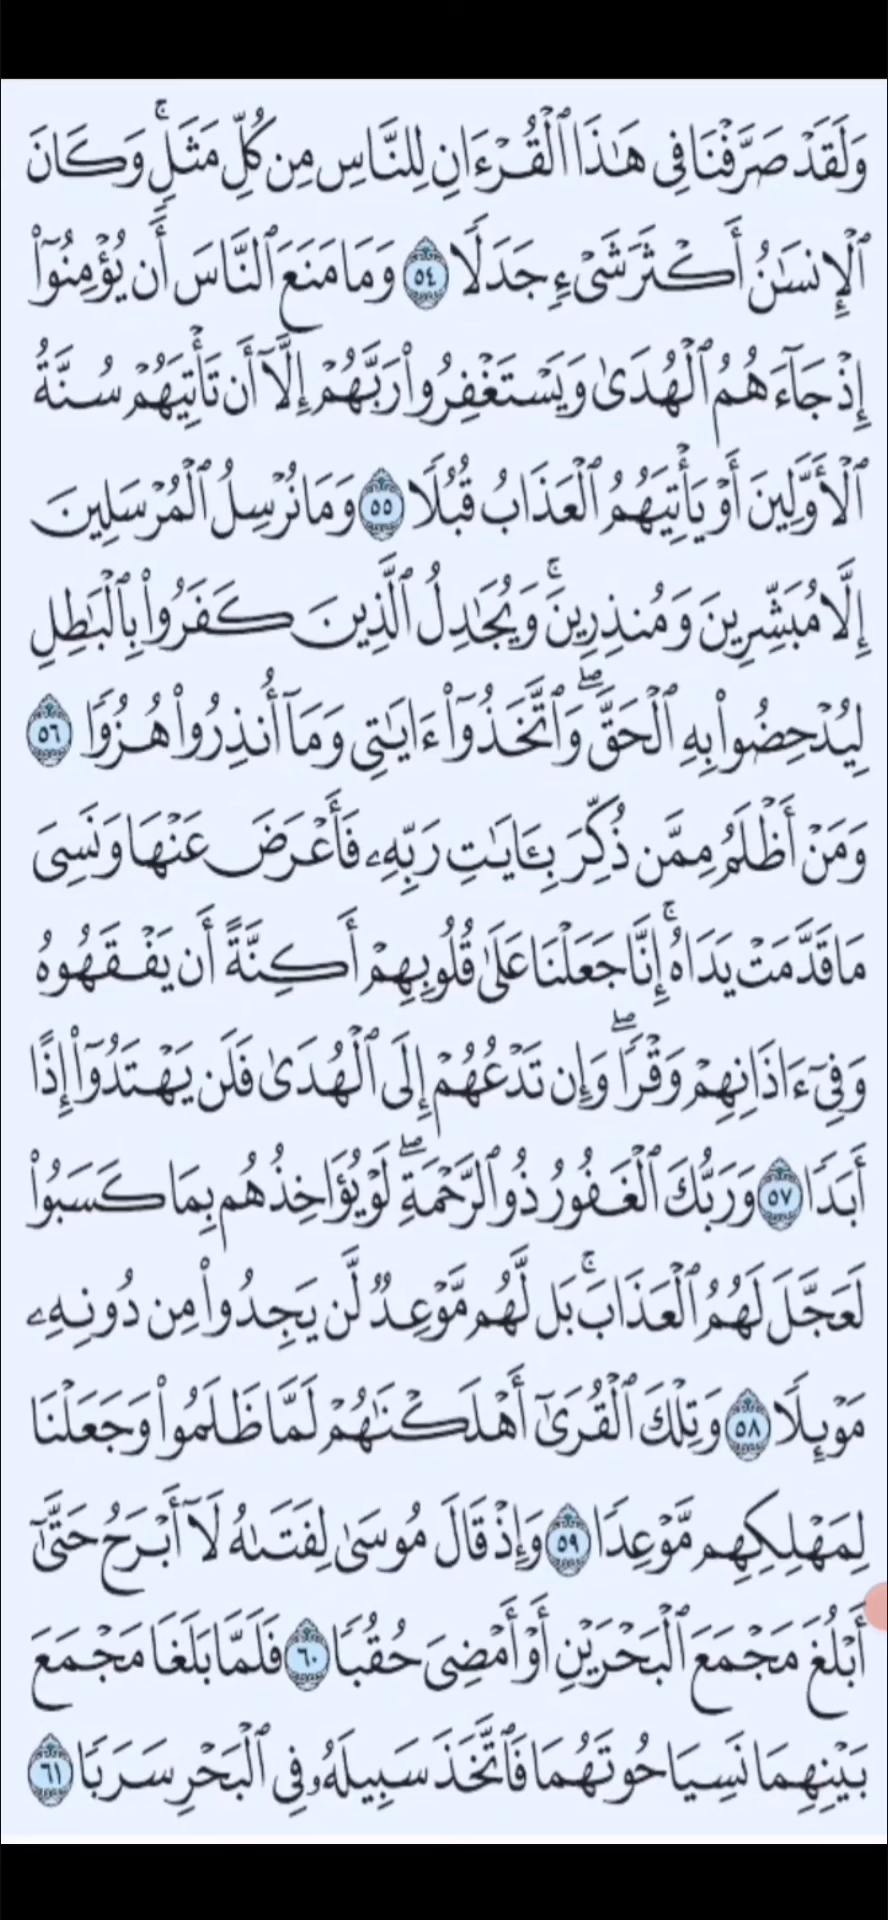 وَلَقَدْ صَرَّفْنَا فِى هَـٰذَا ٱلْقُرْءَانِ لِلنَّاسِ مِن كُلِّ مَثَلٍۚ وَكَانَ
ٱلْإِنسَـٰنُ أَكْثَرَ شَىْءٍ جَدَلًا ٥٤ وَمَا مَنَعَ ٱلنَّاسَ أَن يُؤْمِنُوٓا۟
إِذْ جَآءَهُمُ ٱلْهُدَىٰ وَيَسْتَغْفِرُوا۟ رَبَّهُمْ إِلَّآ أَن تَأْتِيَهُمْ سُنَّةُ
ٱلْأَوَّلِينَ أَوْ يَأْتِيَهُمُ ٱلْعَذَابُ قُبُلًا ٥٥ وَمَا نُرْسِلُ ٱلْمُرْسَلِينَ
إِلَّا مُبَشِّرِينَ وَمُنذِرِينَۚ وَيُجَـٰدِلُ ٱلَّذِينَ كَفَرُوا۟ بِٱلْبَـٰطِلِ
لِيُدْحِضُوا۟ بِهِ ٱلْحَقَّۖ وَٱتَّخَذُوٓا۟ ءَايَـٰتِى وَمَآ أُنذِرُوا۟ هُزُوًا ٥٦
وَمَنْ أَظْلَمُ مِمَّن ذُكِّرَ بِـَٔايَـٰتِ رَبِّهِۦ فَأَعْرَضَ عَنْهَا وَنَسِىَ
مَا قَدَّمَتْ يَدَاهُۚ إِنَّا جَعَلْنَا عَلَىٰ قُلُوبِهِمْ أَكِنَّةً أَن يَفْقَهُوهُ
وَفِىٓ ءَاذَانِهِمْ وَقْرًاۖ وَإِن تَدْعُهُمْ إِلَى ٱلْهُدَىٰ فَلَن يَهْتَدُوٓا۟ إِذًا
أَبَدًا ٥٧ وَرَبُّكَ ٱلْغَفُورُ ذُو ٱلرَّحْمَةِۖ لَوْ يُؤَاخِذُهُم بِمَا كَسَبُوا۟
لَعَجَّلَ لَهُمُ ٱلْعَذَابَۚ بَل لَّهُم مَّوْعِدٌ لَّن يَجِدُوا۟ مِن دُونِهِۦ
مَوْئِلًا ٥٨ وَتِلْكَ ٱلْقُرَىٰٓ أَهْلَكْنَـٰهُمْ لَمَّا ظَلَمُوا۟ وَجَعَلْنَا
لِمَهْلِكِهِم مَّوْعِدًا ٥٩ وَإِذْ قَالَ مُوسَىٰ لِفَتَىٰهُ لَآ أَبْرَحُ حَتَّىٰٓ
أَبْلُغَ مَجْمَعَ ٱلْبَحْرَيْنِ أَوْ أَمْضِىَ حُقُبًا ٦٠ فَلَمَّا بَلَغَا مَجْمَعَ
بَيْنِهِمَا نَسِيَا حُوتَهُمَا فَٱتَّخَذَ سَبِيلَهُۥ فِى ٱلْبَحْرِ سَرَبًا ٦١